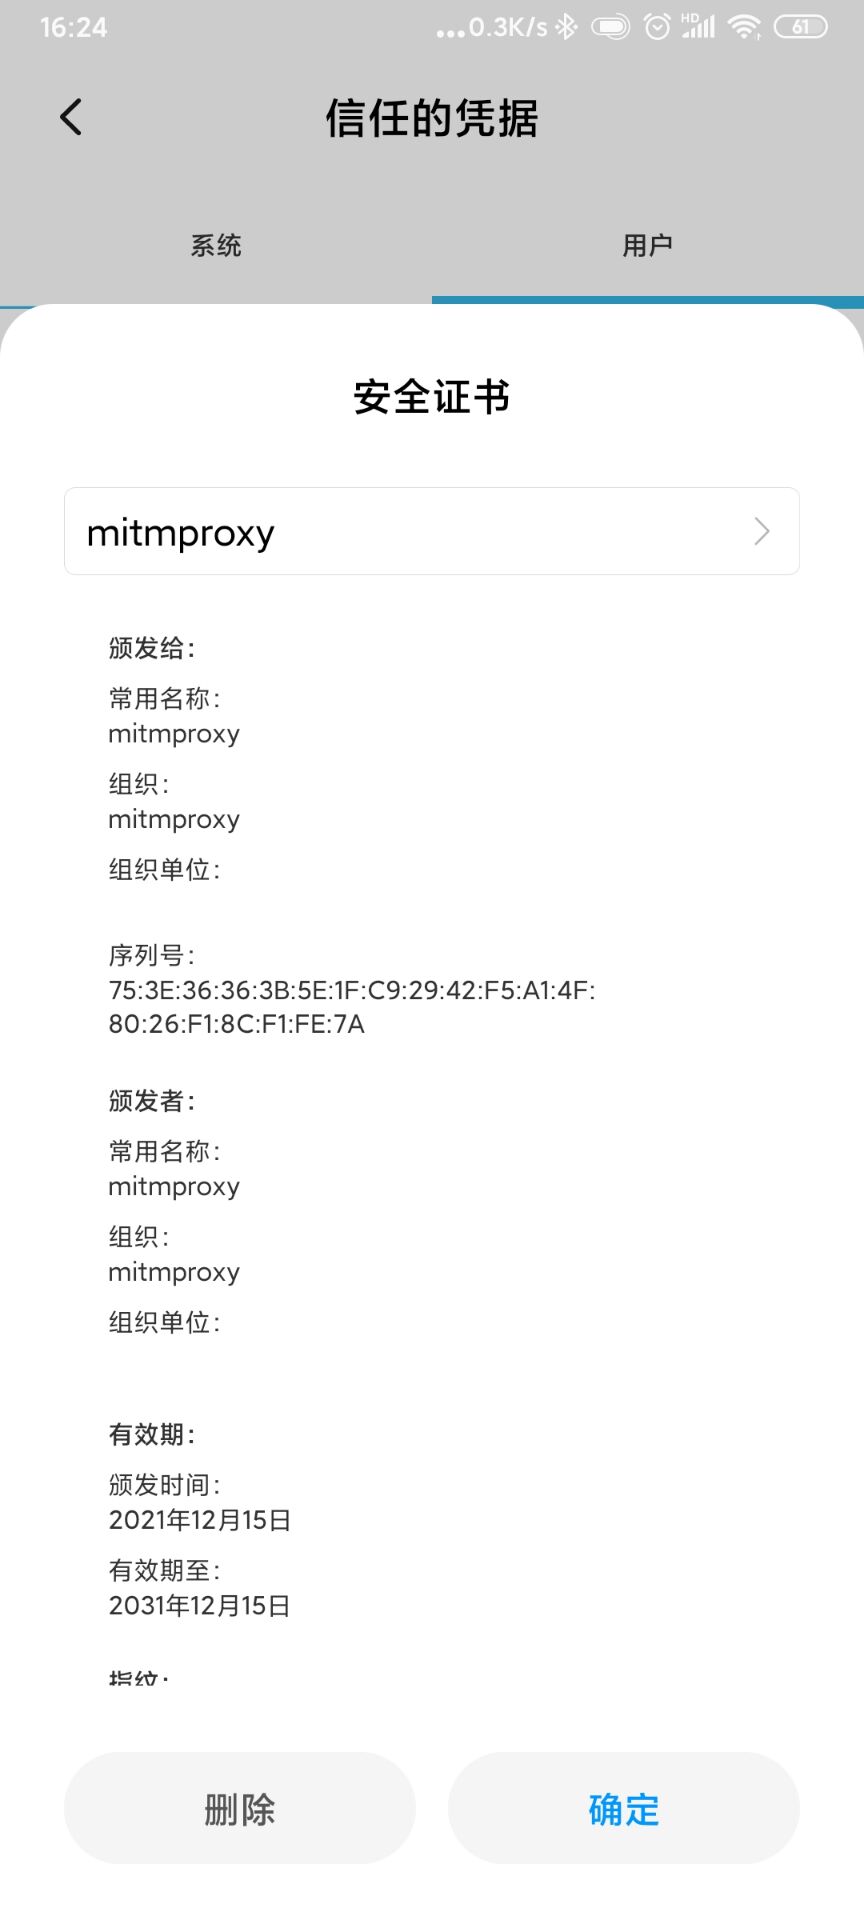 16:24
...0.3K/s HD 61
信任的凭据
系统
用户
安全证书
mitmproxy
颁发给：
常用名称：
mitmproxy
组织：
mitmproxy
组织单位：
序列号：
75:3E:36:36:3B:5E:1F:C9:29:42:F5:A1:4F:
80:26:F1:8C:F1:FE:7A
颁发者：
常用名称：
mitmproxy
组织：
mitmproxy
组织单位：
有效期：
颁发时间：
2021年12月15日
有效期至：
2031年12月15日
指纹：
删除
确定